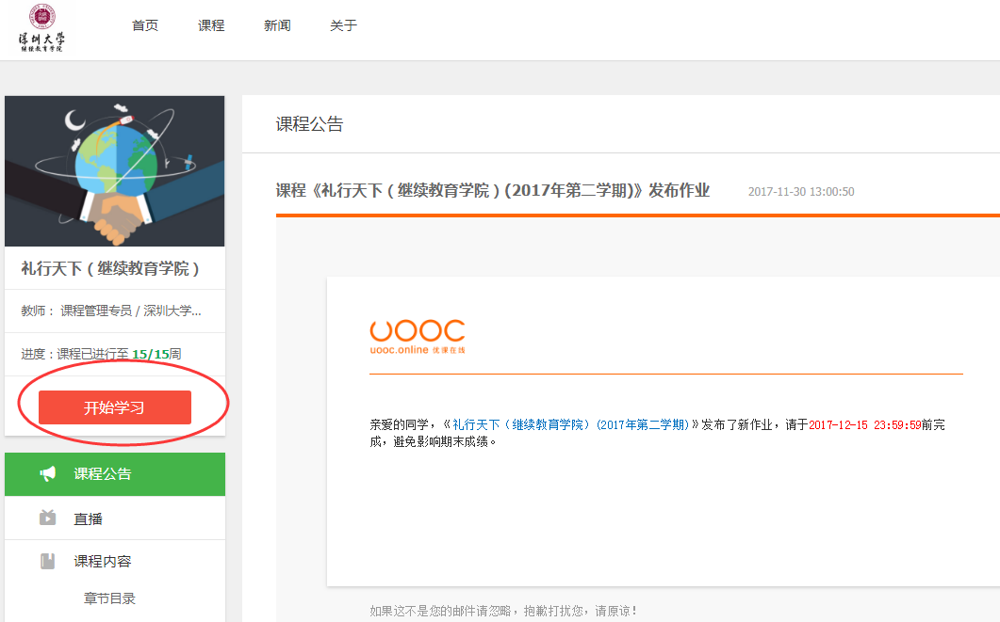 深圳大学
继续教育学院
首页 课程 新闻 关于
礼行天下（继续教育学院）
教师： 课程管理专员 / 深圳大学...
进度：课程已进行至 15/15周
开始学习
课程公告
直播
课程内容
章节目录
课程公告
课程《礼行天下（继续教育学院）(2017年第二学期)》发布作业 2017-11-30 13:00:50
UOOC
uooc.online 优课在线
亲爱的同学，《礼行天下（继续教育学院）(2017年第二学期)》发布了新作业，请于2017-12-15 23:59:59前完
成，避免影响期末成绩。
如果这不是您的邮件请忽略，抱歉打扰您，请原谅！